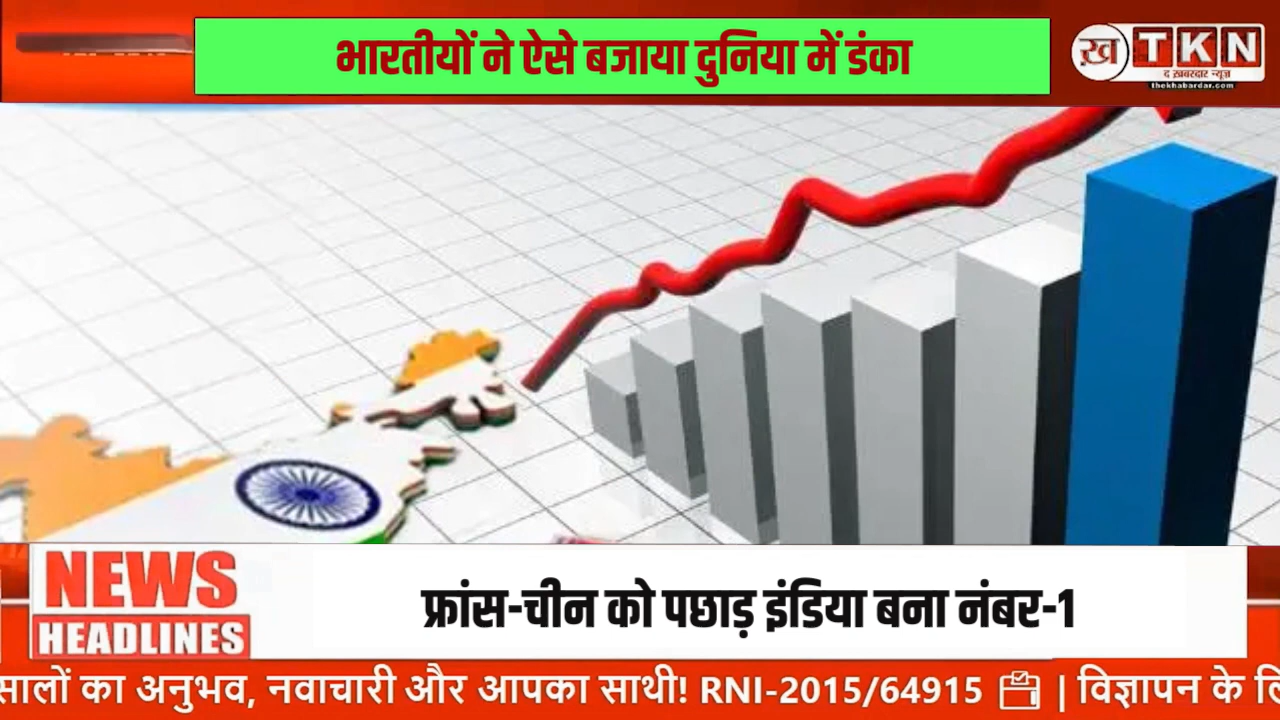 भारतीयों ने ऐसे बजाया दुनिया में डंका
ख़ TKN
द ख़बरदार न्यूज़
thekhabardar.com
NEWS
HEADLINES
फ्रांस-चीन को पछाड़ इंडिया बना नंबर-1
सालों का अनुभव, नवाचारी और आपका साथी! RNI-2015/64915 | विज्ञापन के